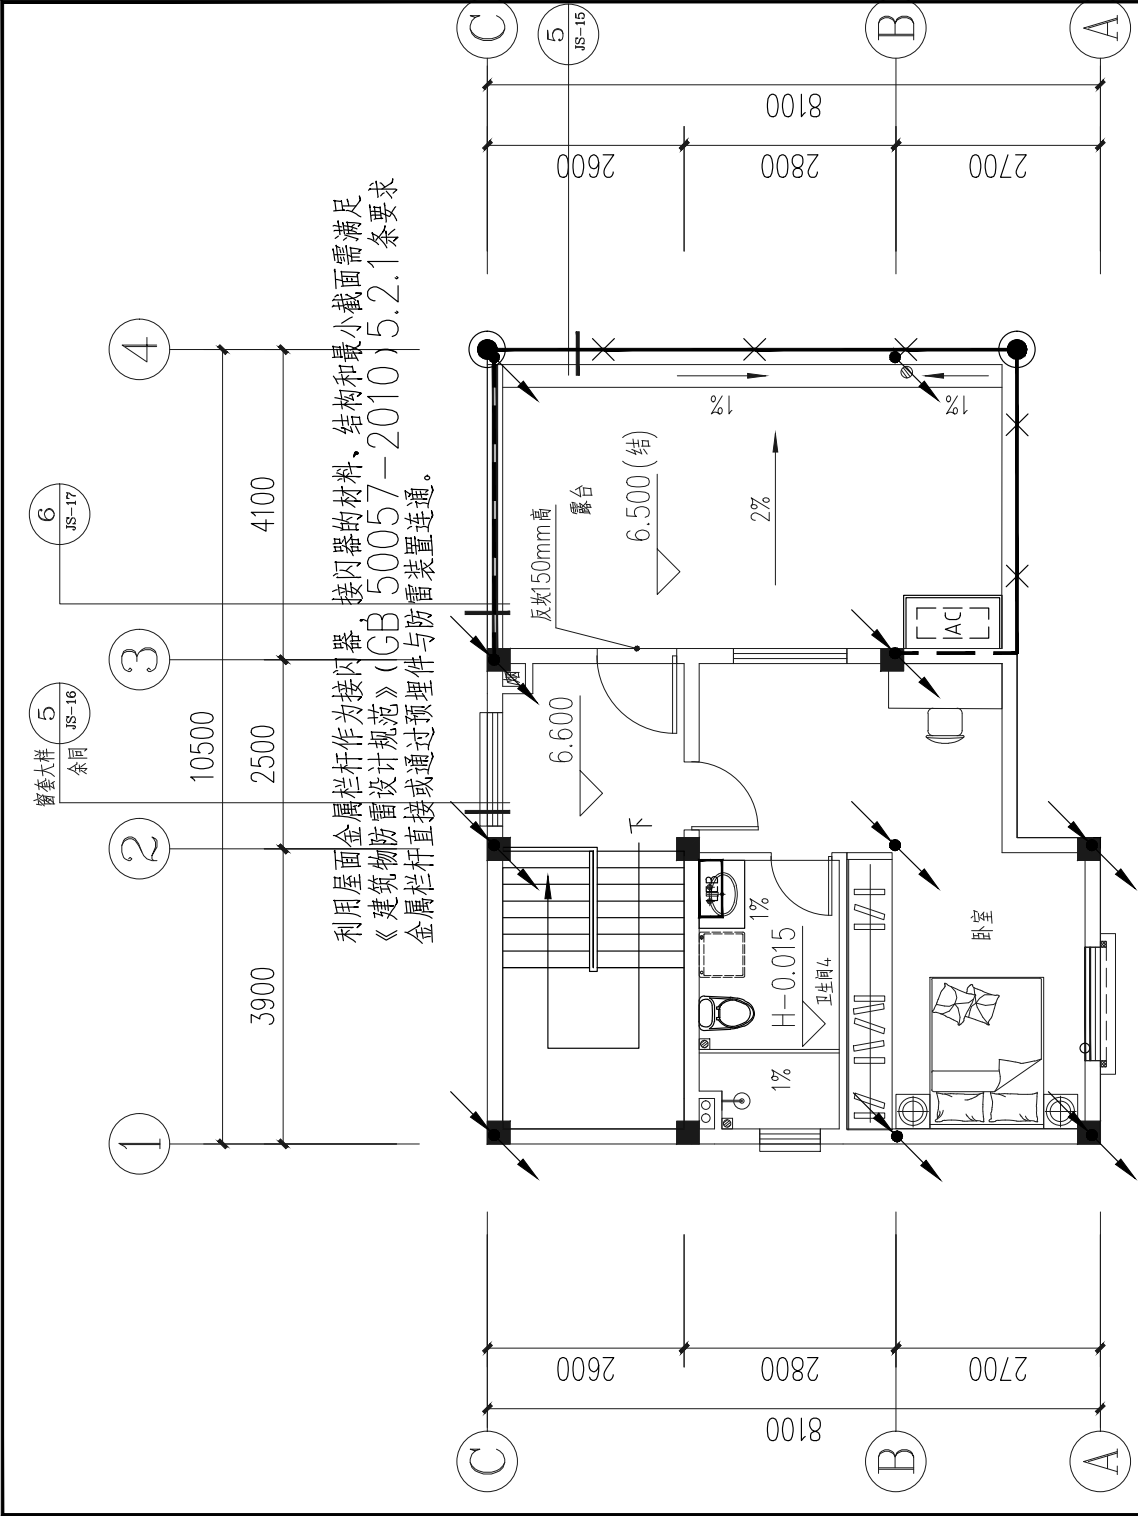 利用屋面金属栏杆作为接闪器，接闪器的材料、结构和最小截面需满足
《建筑物防雷设计规范》(GB 50057-2010)5.2.1条要求
金属栏杆直接或通过预埋件与防雷装置连通。
1
2
3
4
10500
3900
2500
4100
窗套大样
余同
5
JS-16
6
JS-17
5
JS-15
C
B
A
8100
2600
2800
2700
C
B
A
2600
2800
2700
8100
反坎150mm高
露台
6.500(结)
2%
1%
1%
AC
6.600
下
1%
H-0.015
卫生间4
1%
卧室